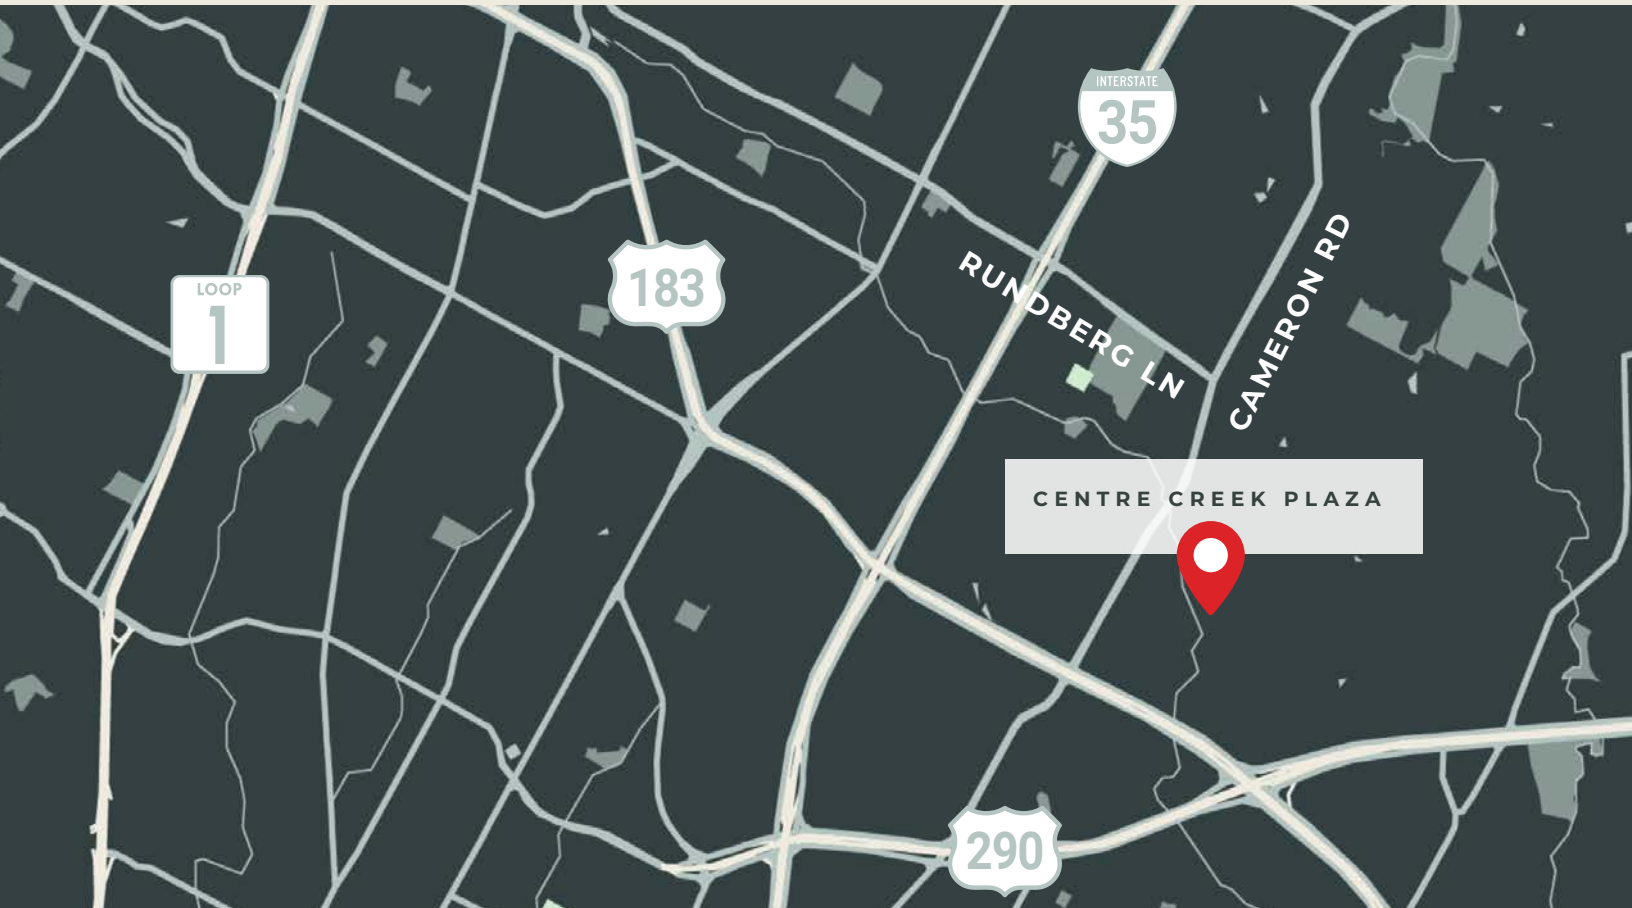 INTERSTATE
35
RUNDBERG LN
CAMERON RD
183
LOOP
1
CENTRE CREEK PLAZA
290